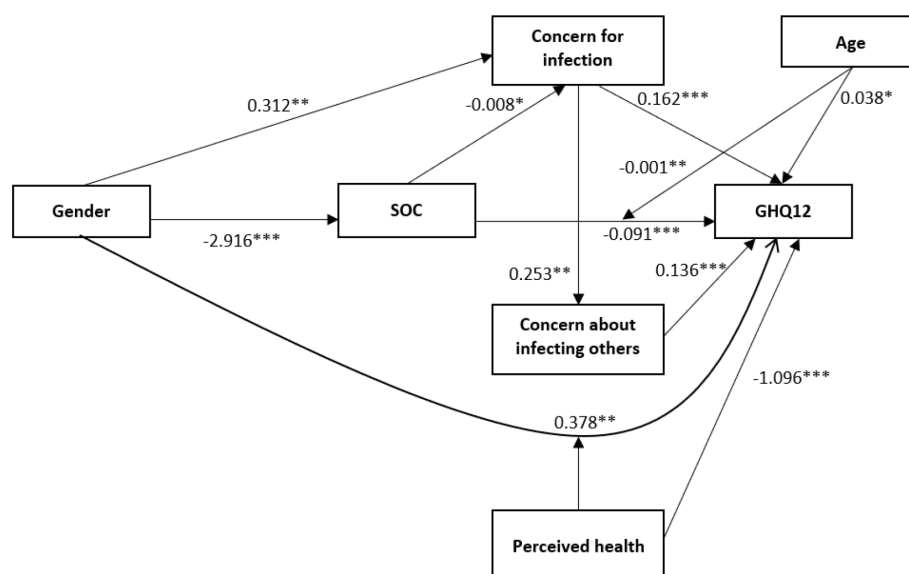 Concern for
infection
Age
0.312**
-0.008*
0.162***
0.038*
-0.001**
Gender
SOC
GHQ12
-2.916***
-0.091***
0.253**
0.136***
Concern about
infecting others
-1.096***
0.378**
Perceived health